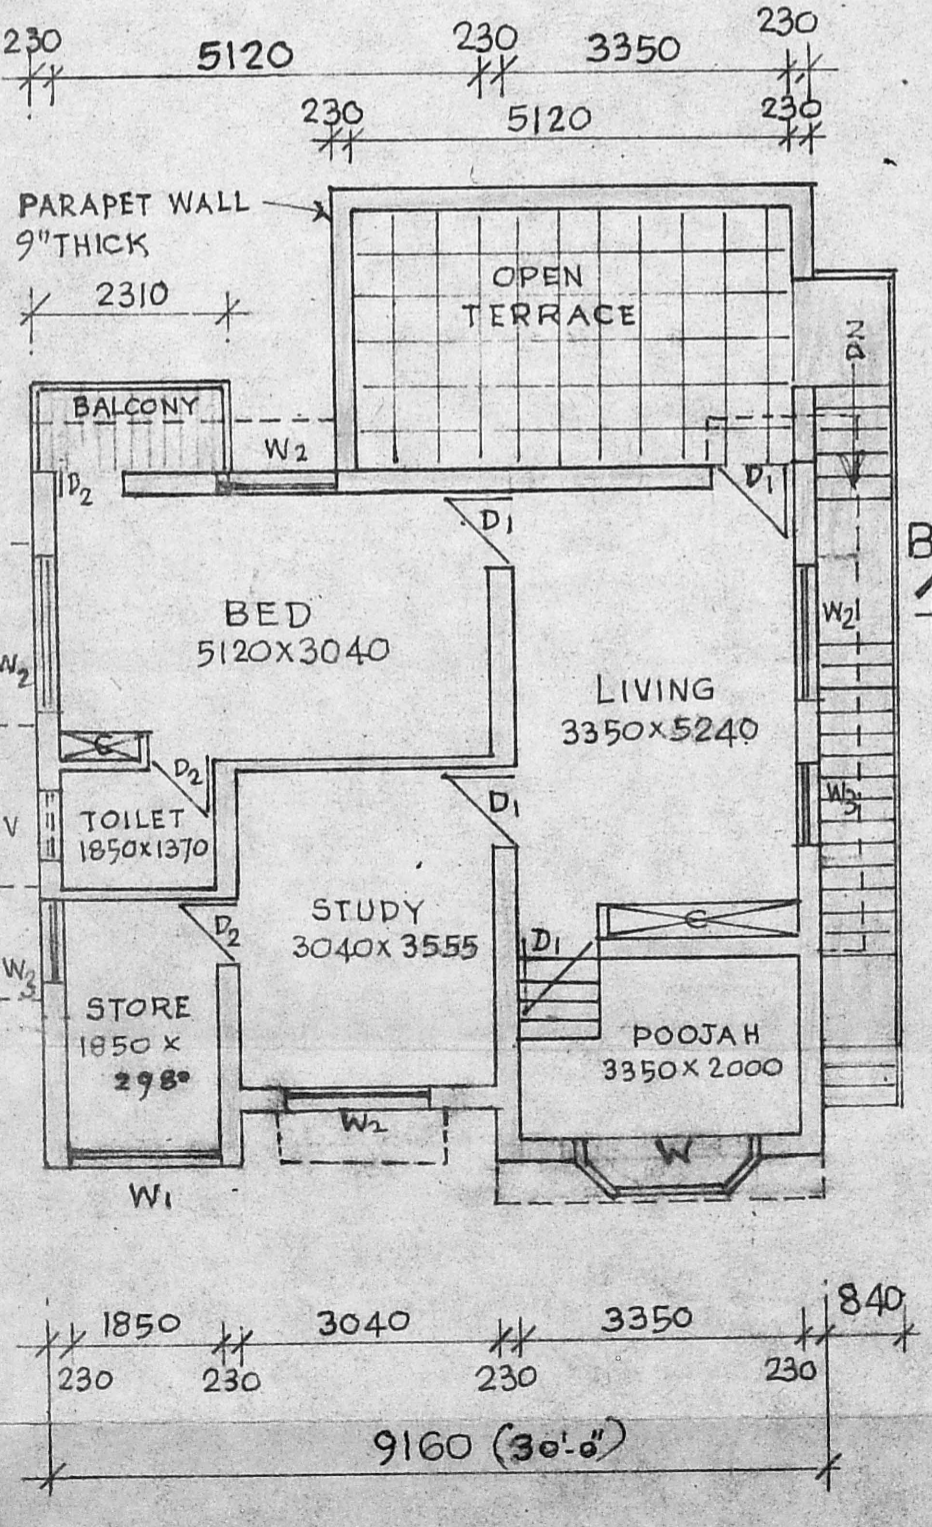 230 5120 230 3350 230
230 5120 230
PARAPET WALL
9" THICK
2310
OPEN
TERRACE
DN
BALCONY
W2
D2
D1
D1
B
BED
5120X3040
W2
W2
LIVING
3350X5240
C
D2
D1
W3
V
TOILET
1850X1370
STUDY
3040X3555
C
D2
D1
W3
STORE
1850 X
2980
POOJAH
3350X2000
W2
W
W1
1850 3040 3350 840
230 230 230 230
9160 (30'-0")